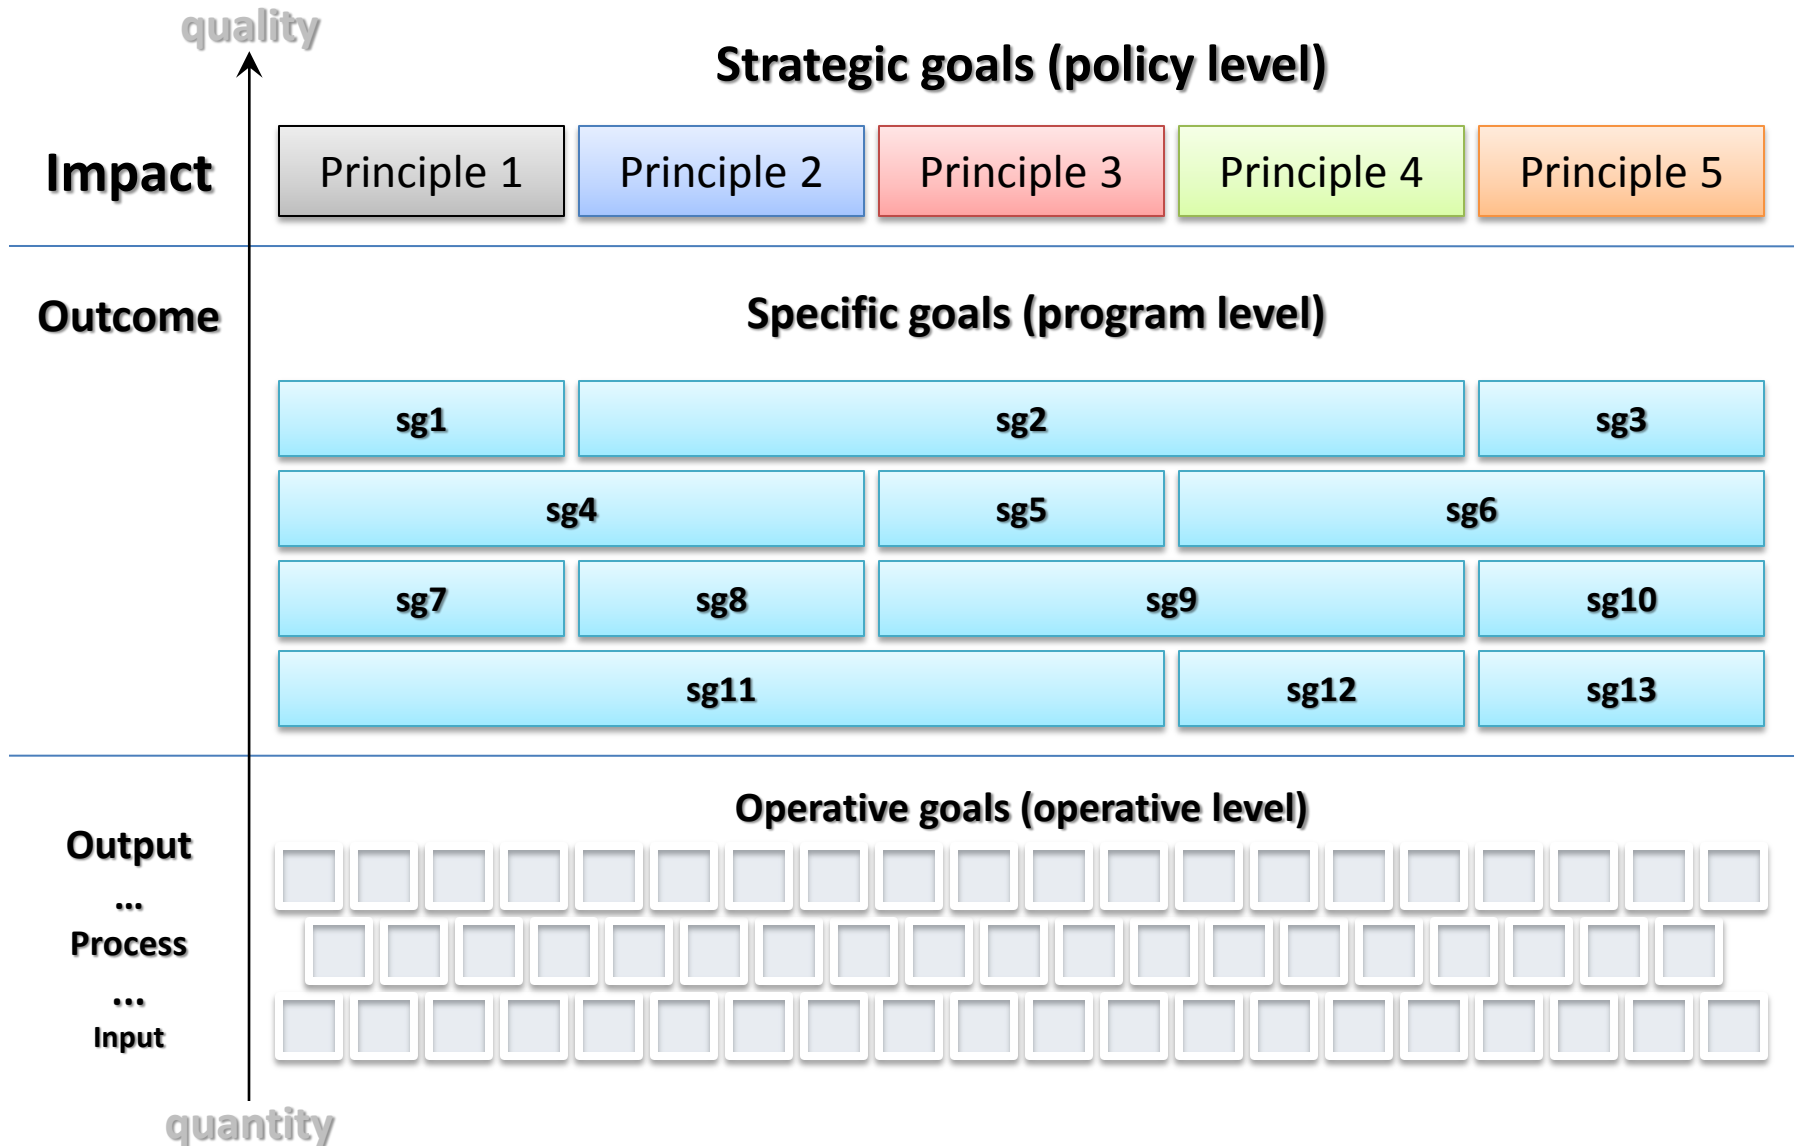 quality
Strategic goals (policy level)
Impact
Principle 1
Principle 2
Principle 3
Principle 4
Principle 5
Outcome
Specific goals (program level)
sg1
sg2
sg3
sg4
sg5
sg6
sg7
sg8
sg9
sg10
sg11
sg12
sg13
Operative goals (operative level)
Output
...
Process
...
Input
quantity